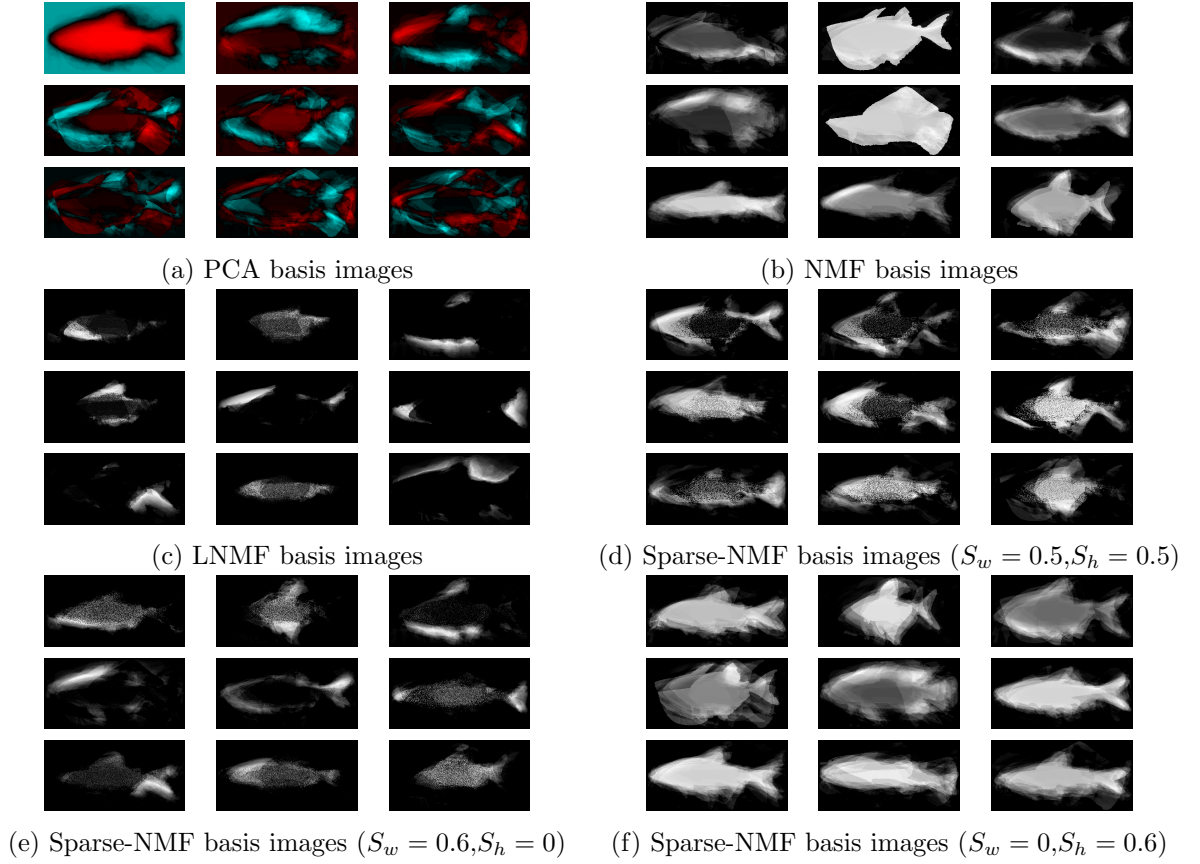 (a) PCA basis images
(b) NMF basis images
(c) LNMF basis images
(d) Sparse-NMF basis images (S_w = 0.5,S_h = 0.5)
(e) Sparse-NMF basis images (S_w = 0.6,S_h = 0)
(f) Sparse-NMF basis images (S_w = 0,S_h = 0.6)